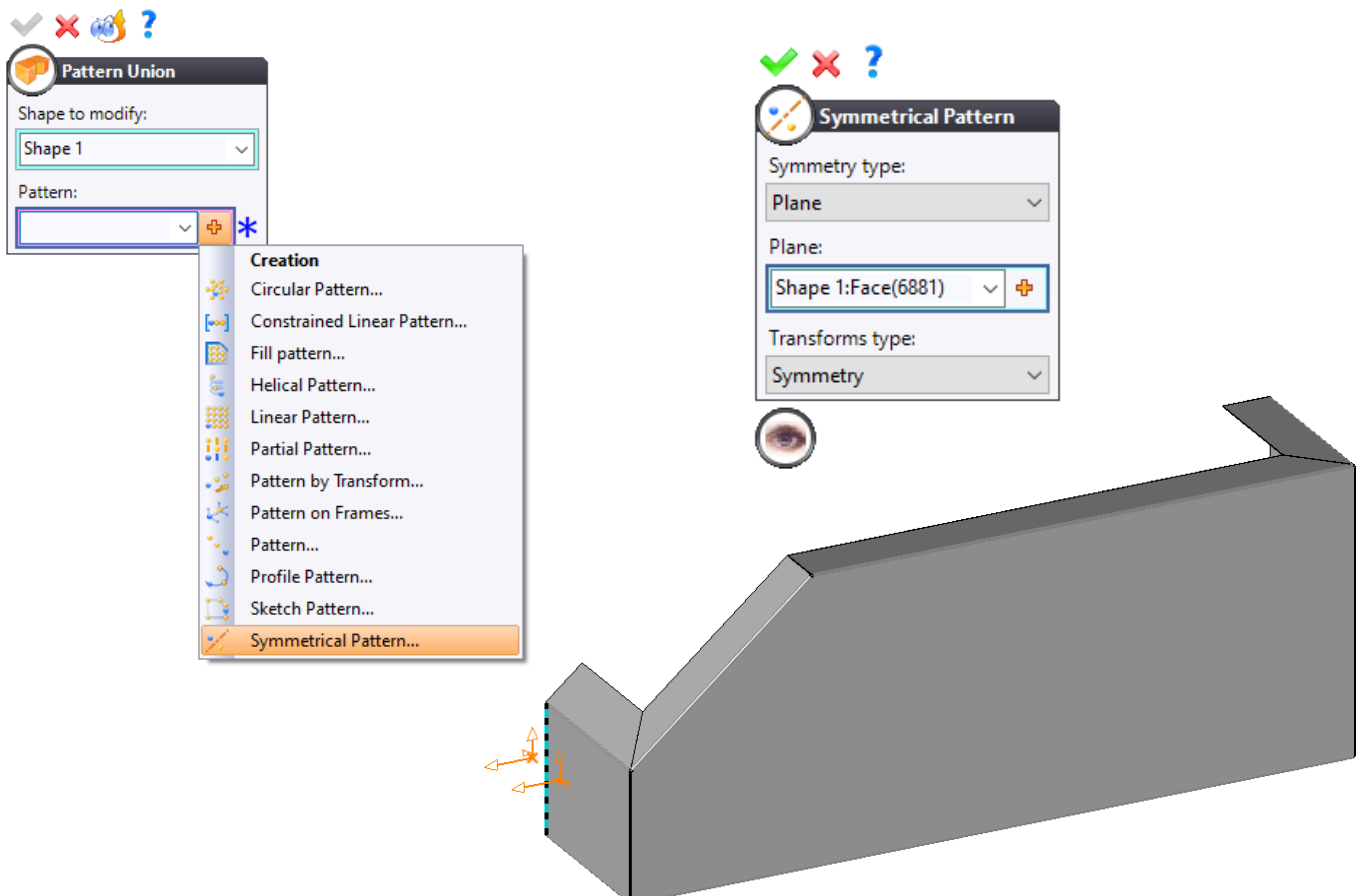 ?
Pattern Union
Shape to modify:
Shape 1
Pattern:
*
Creation
Circular Pattern...
Constrained Linear Pattern...
Fill pattern...
Helical Pattern...
Linear Pattern...
Partial Pattern...
Pattern by Transform...
Pattern on Frames...
Pattern...
Profile Pattern...
Sketch Pattern...
Symmetrical Pattern...
?
Symmetrical Pattern
Symmetry type:
Plane
Plane:
Shape 1:Face(6881)
Transforms type:
Symmetry